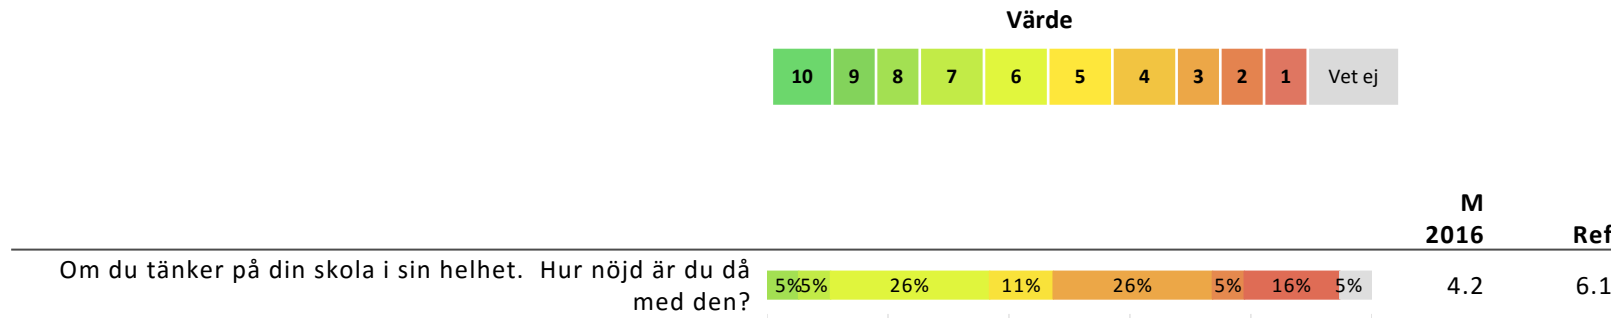 Värde
10 9 8 7 6 5 4 3 2 1 Vet ej
M
2016 Ref
Om du tänker på din skola i sin helhet. Hur nöjd är du då
med den?
5% 5% 26% 11% 26% 5% 16% 5% 4.2 6.1